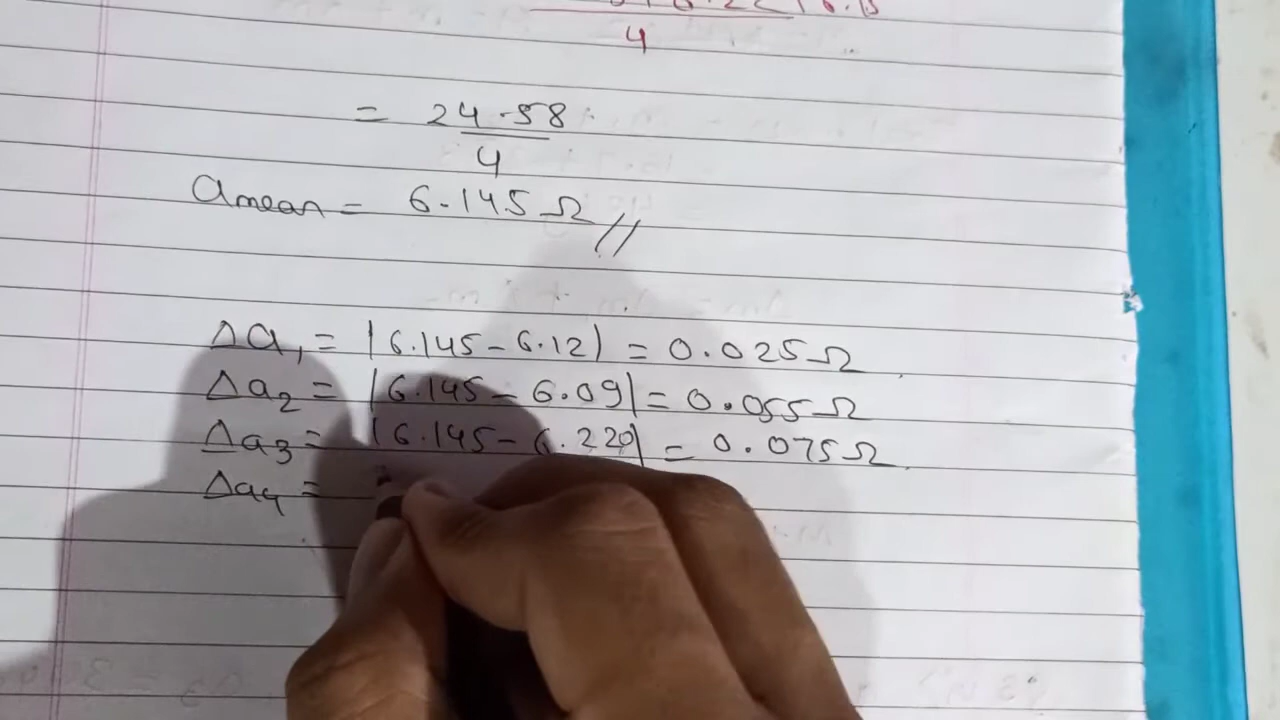 4
= 24.58
4
amean = 6.145 Ω //
Δa₁ = |6.145 - 6.12| = 0.025 Ω
Δa₂ = |6.145 - 6.09| = 0.055 Ω
Δa₃ = |6.145 - 6.220| = 0.075 Ω
Δa₄ =